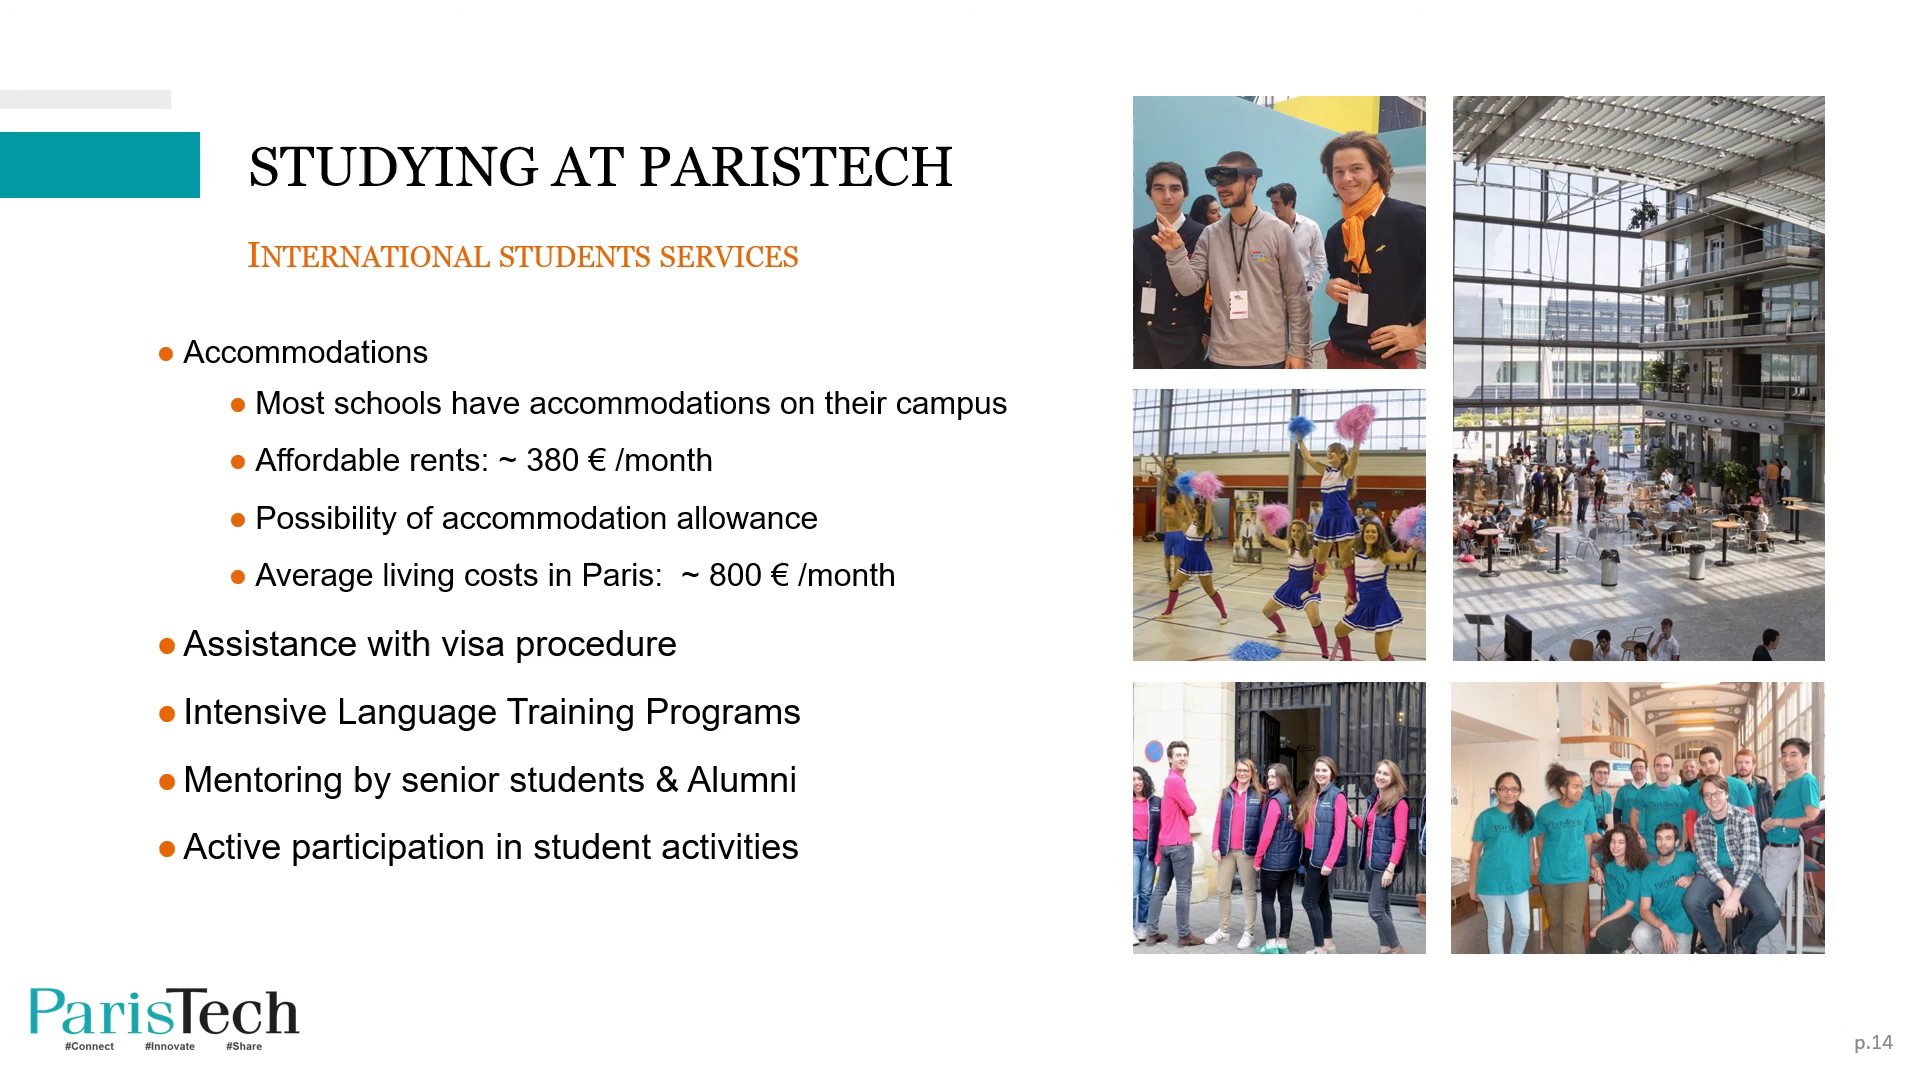 STUDYING AT PARISTECH
INTERNATIONAL STUDENTS SERVICES
● Accommodations
● Most schools have accommodations on their campus
● Affordable rents: ~ 380 € /month
● Possibility of accommodation allowance
● Average living costs in Paris:  ~ 800 € /month
● Assistance with visa procedure
● Intensive Language Training Programs
● Mentoring by senior students & Alumni
● Active participation in student activities
ParisTech
#Connect #Innovate #Share
p.14